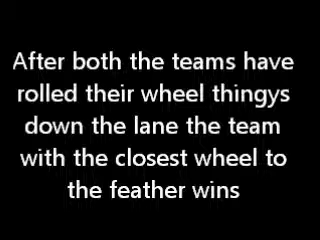 After both the teams have
rolled their wheel thingys
down the lane the team
with the closest wheel to
the feather wins